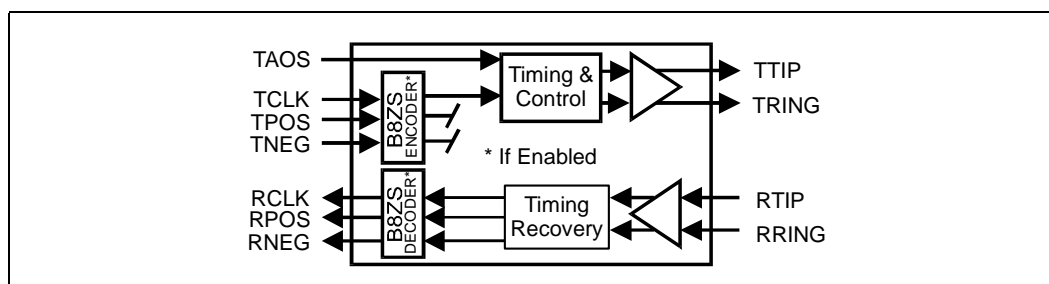 TAOS
TCLK
TPOS
TNEG
B8ZS
ENCODER*
Timing &
Control
TTIP
TRING
* If Enabled
RCLK
RPOS
RNEG
B8ZS
DECODER*
Timing
Recovery
RTIP
RRING